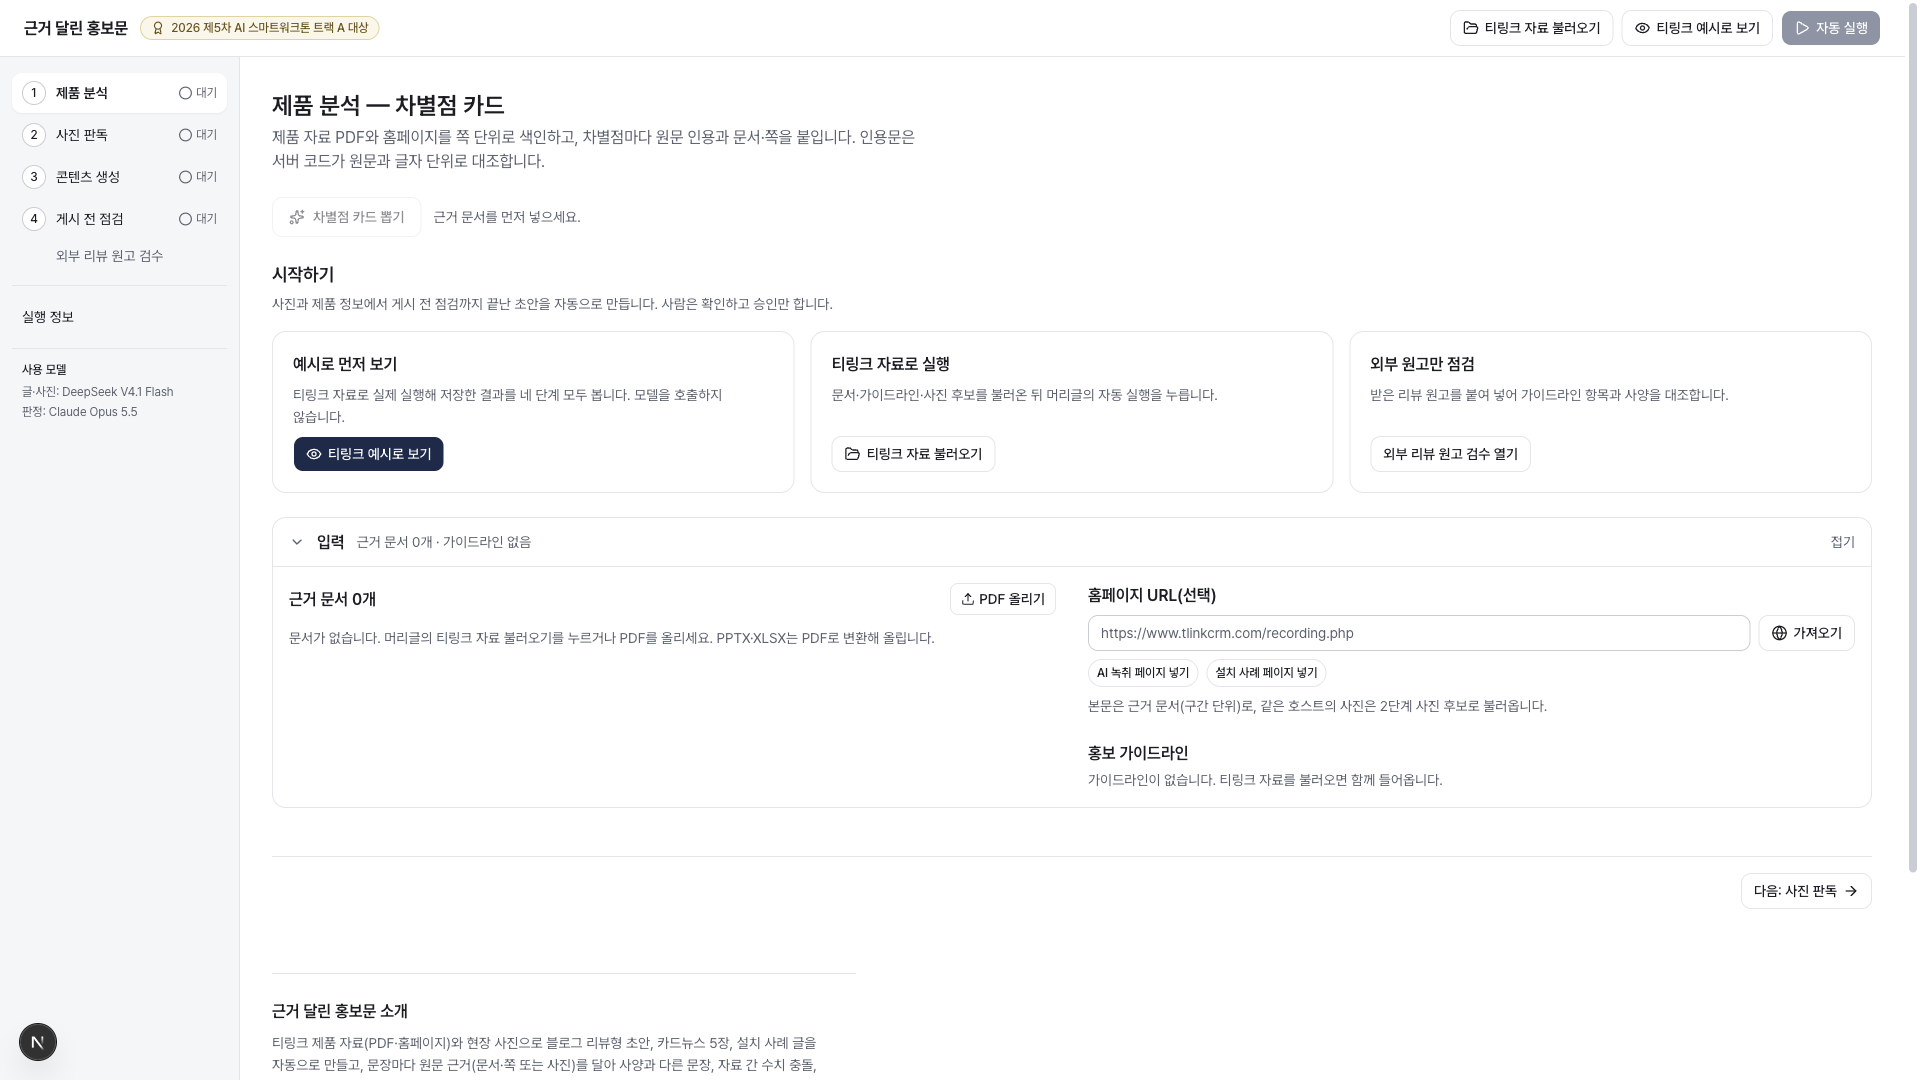 근거 달린 홍보문
2026 제5차 AI 스마트워크톤 트랙 A 대상
티링크 자료 불러오기
티링크 예시로 보기
자동 실행
1 제품 분석 대기
2 사진 판독 대기
3 콘텐츠 생성 대기
4 게시 전 점검 대기
외부 리뷰 원고 검수
실행 정보
사용 모델
글·사진: DeepSeek V4.1 Flash
판정: Claude Opus 5.5
제품 분석 — 차별점 카드
제품 자료 PDF와 홈페이지를 쪽 단위로 색인하고, 차별점마다 원문 인용과 문서·쪽을 붙입니다. 인용문은
서버 코드가 원문과 글자 단위로 대조합니다.
차별점 카드 뽑기
근거 문서를 먼저 넣으세요.
시작하기
사진과 제품 정보에서 게시 전 점검까지 끝난 초안을 자동으로 만듭니다. 사람은 확인하고 승인만 합니다.
예시로 먼저 보기
티링크 자료로 실제 실행해 저장한 결과를 네 단계 모두 봅니다. 모델을 호출하지
않습니다.
티링크 예시로 보기
티링크 자료로 실행
문서·가이드라인·사진 후보를 불러온 뒤 머리글의 자동 실행을 누릅니다.
티링크 자료 불러오기
외부 원고만 점검
받은 리뷰 원고를 붙여 넣어 가이드라인 항목과 사양을 대조합니다.
외부 리뷰 원고 검수 열기
입력 근거 문서 0개 · 가이드라인 없음
접기
근거 문서 0개
PDF 올리기
문서가 없습니다. 머리글의 티링크 자료 불러오기를 누르거나 PDF를 올리세요. PPTX·XLSX는 PDF로 변환해 올립니다.
홈페이지 URL(선택)
https://www.tlinkcrm.com/recording.php
가져오기
AI 녹취 페이지 넣기
설치 사례 페이지 넣기
본문은 근거 문서(구간 단위)로, 같은 호스트의 사진은 2단계 사진 후보로 불러옵니다.
홍보 가이드라인
가이드라인이 없습니다. 티링크 자료를 불러오면 함께 들어옵니다.
다음: 사진 판독
근거 달린 홍보문 소개
티링크 제품 자료(PDF·홈페이지)와 현장 사진으로 블로그 리뷰형 초안, 카드뉴스 5장, 설치 사례 글을
자동으로 만들고, 문장마다 원문 근거(문서·쪽 또는 사진)를 달아 사양과 다른 문장, 자료 간 수치 충돌,
N